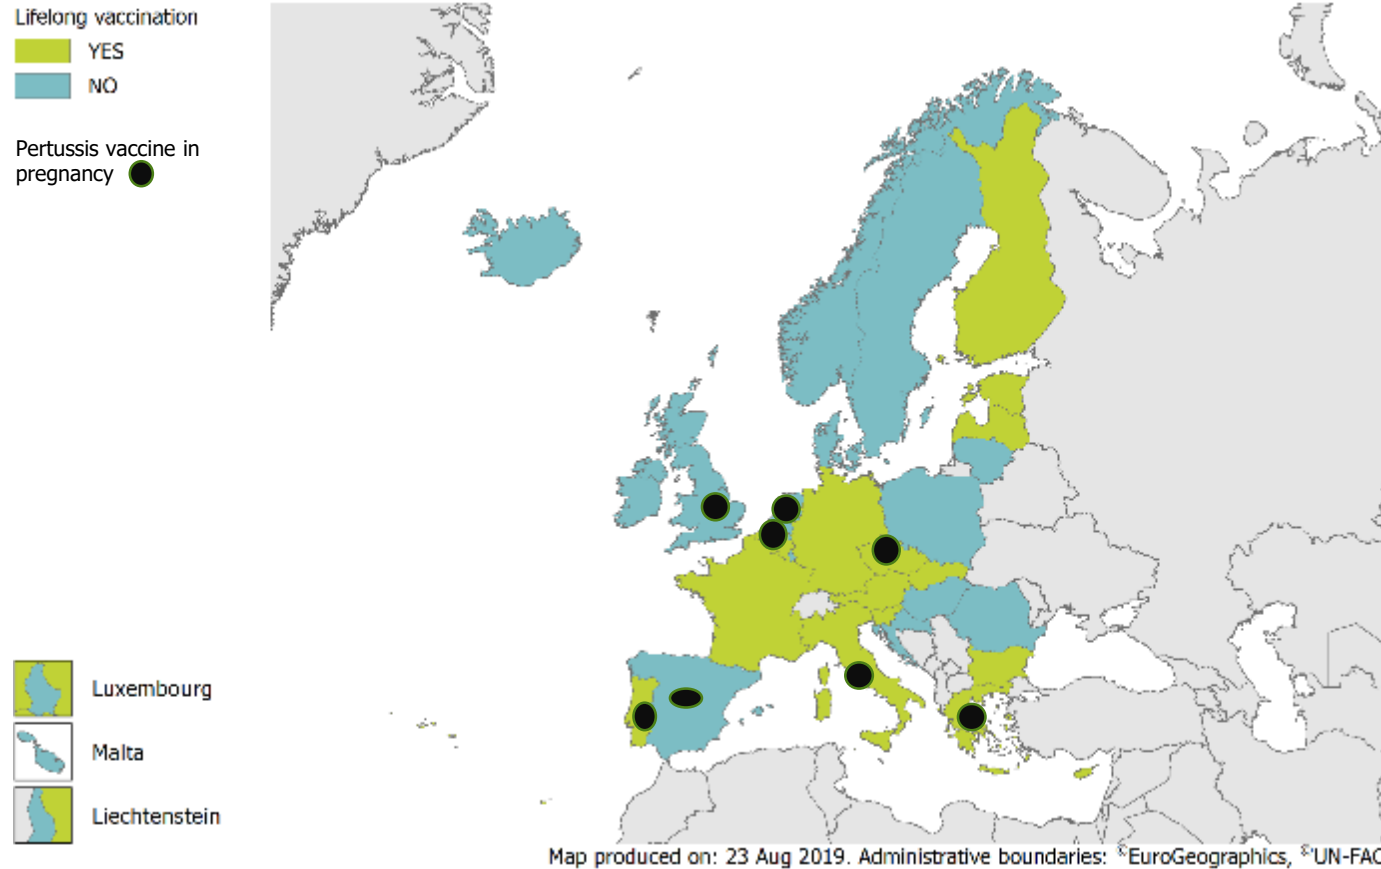 Lifelong vaccination
YES
NO
Pertussis vaccine in
pregnancy
Luxembourg
Malta
Liechtenstein
Map produced on: 23 Aug 2019. Administrative boundaries: ©EuroGeographics, ©UN-FAO